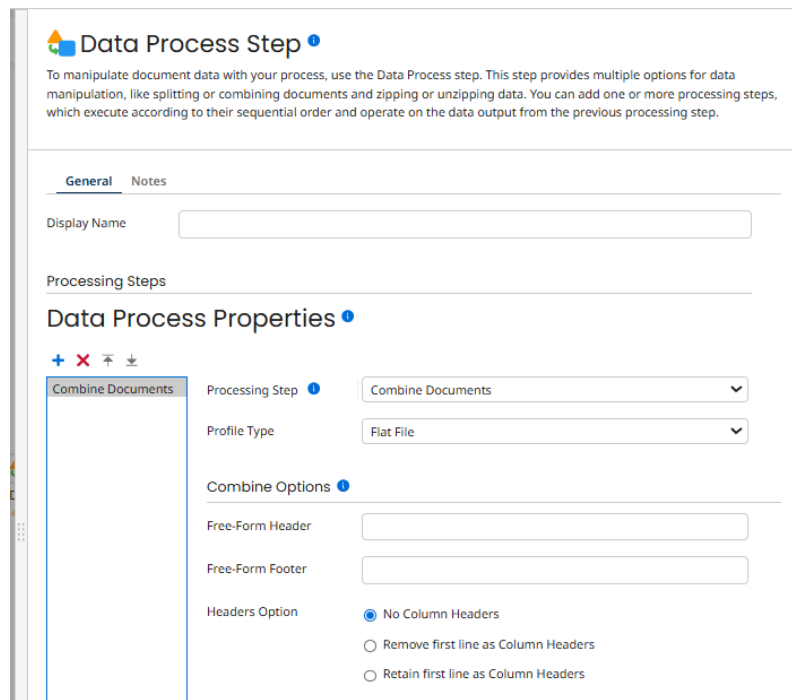 Data Process Step
To manipulate document data with your process, use the Data Process step. This step provides multiple options for data
manipulation, like splitting or combining documents and zipping or unzipping data. You can add one or more processing steps,
which execute according to their sequential order and operate on the data output from the previous processing step.
General Notes
Display Name
Processing Steps
Data Process Properties
Combine Documents
Processing Step Combine Documents
Profile Type Flat File
Combine Options
Free-Form Header
Free-Form Footer
Headers Option No Column Headers
Remove first line as Column Headers
Retain first line as Column Headers